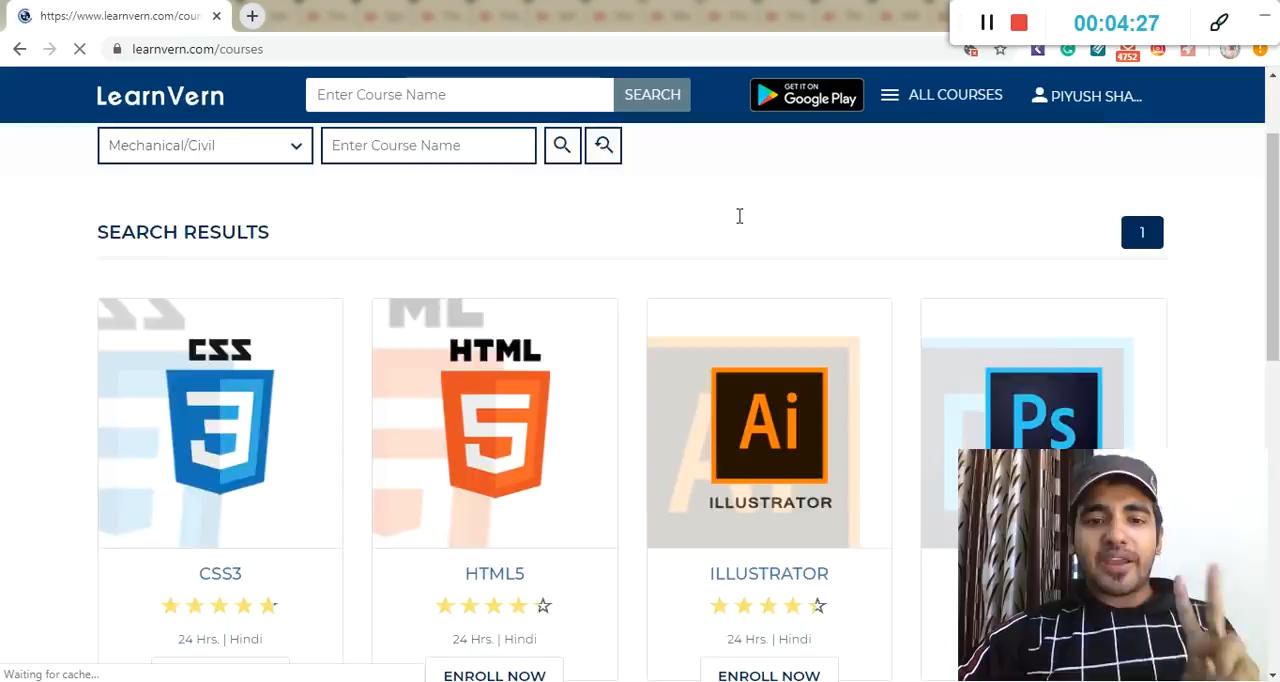 https://www.learnvern.com/cour
00:04:27
learnvern.com/courses
4752
LearnVern
Enter Course Name
SEARCH
GET IT ON
Google Play
ALL COURSES
PIYUSH SHA...
Mechanical/Civil
Enter Course Name
SEARCH RESULTS
1
CSS
3
HTML
5
Ai
ILLUSTRATOR
Ps
CSS3
HTML5
ILLUSTRATOR
24 Hrs. | Hindi
24 Hrs. | Hindi
24 Hrs. | Hindi
ENROLL NOW
ENROLL NOW
Waiting for cache...